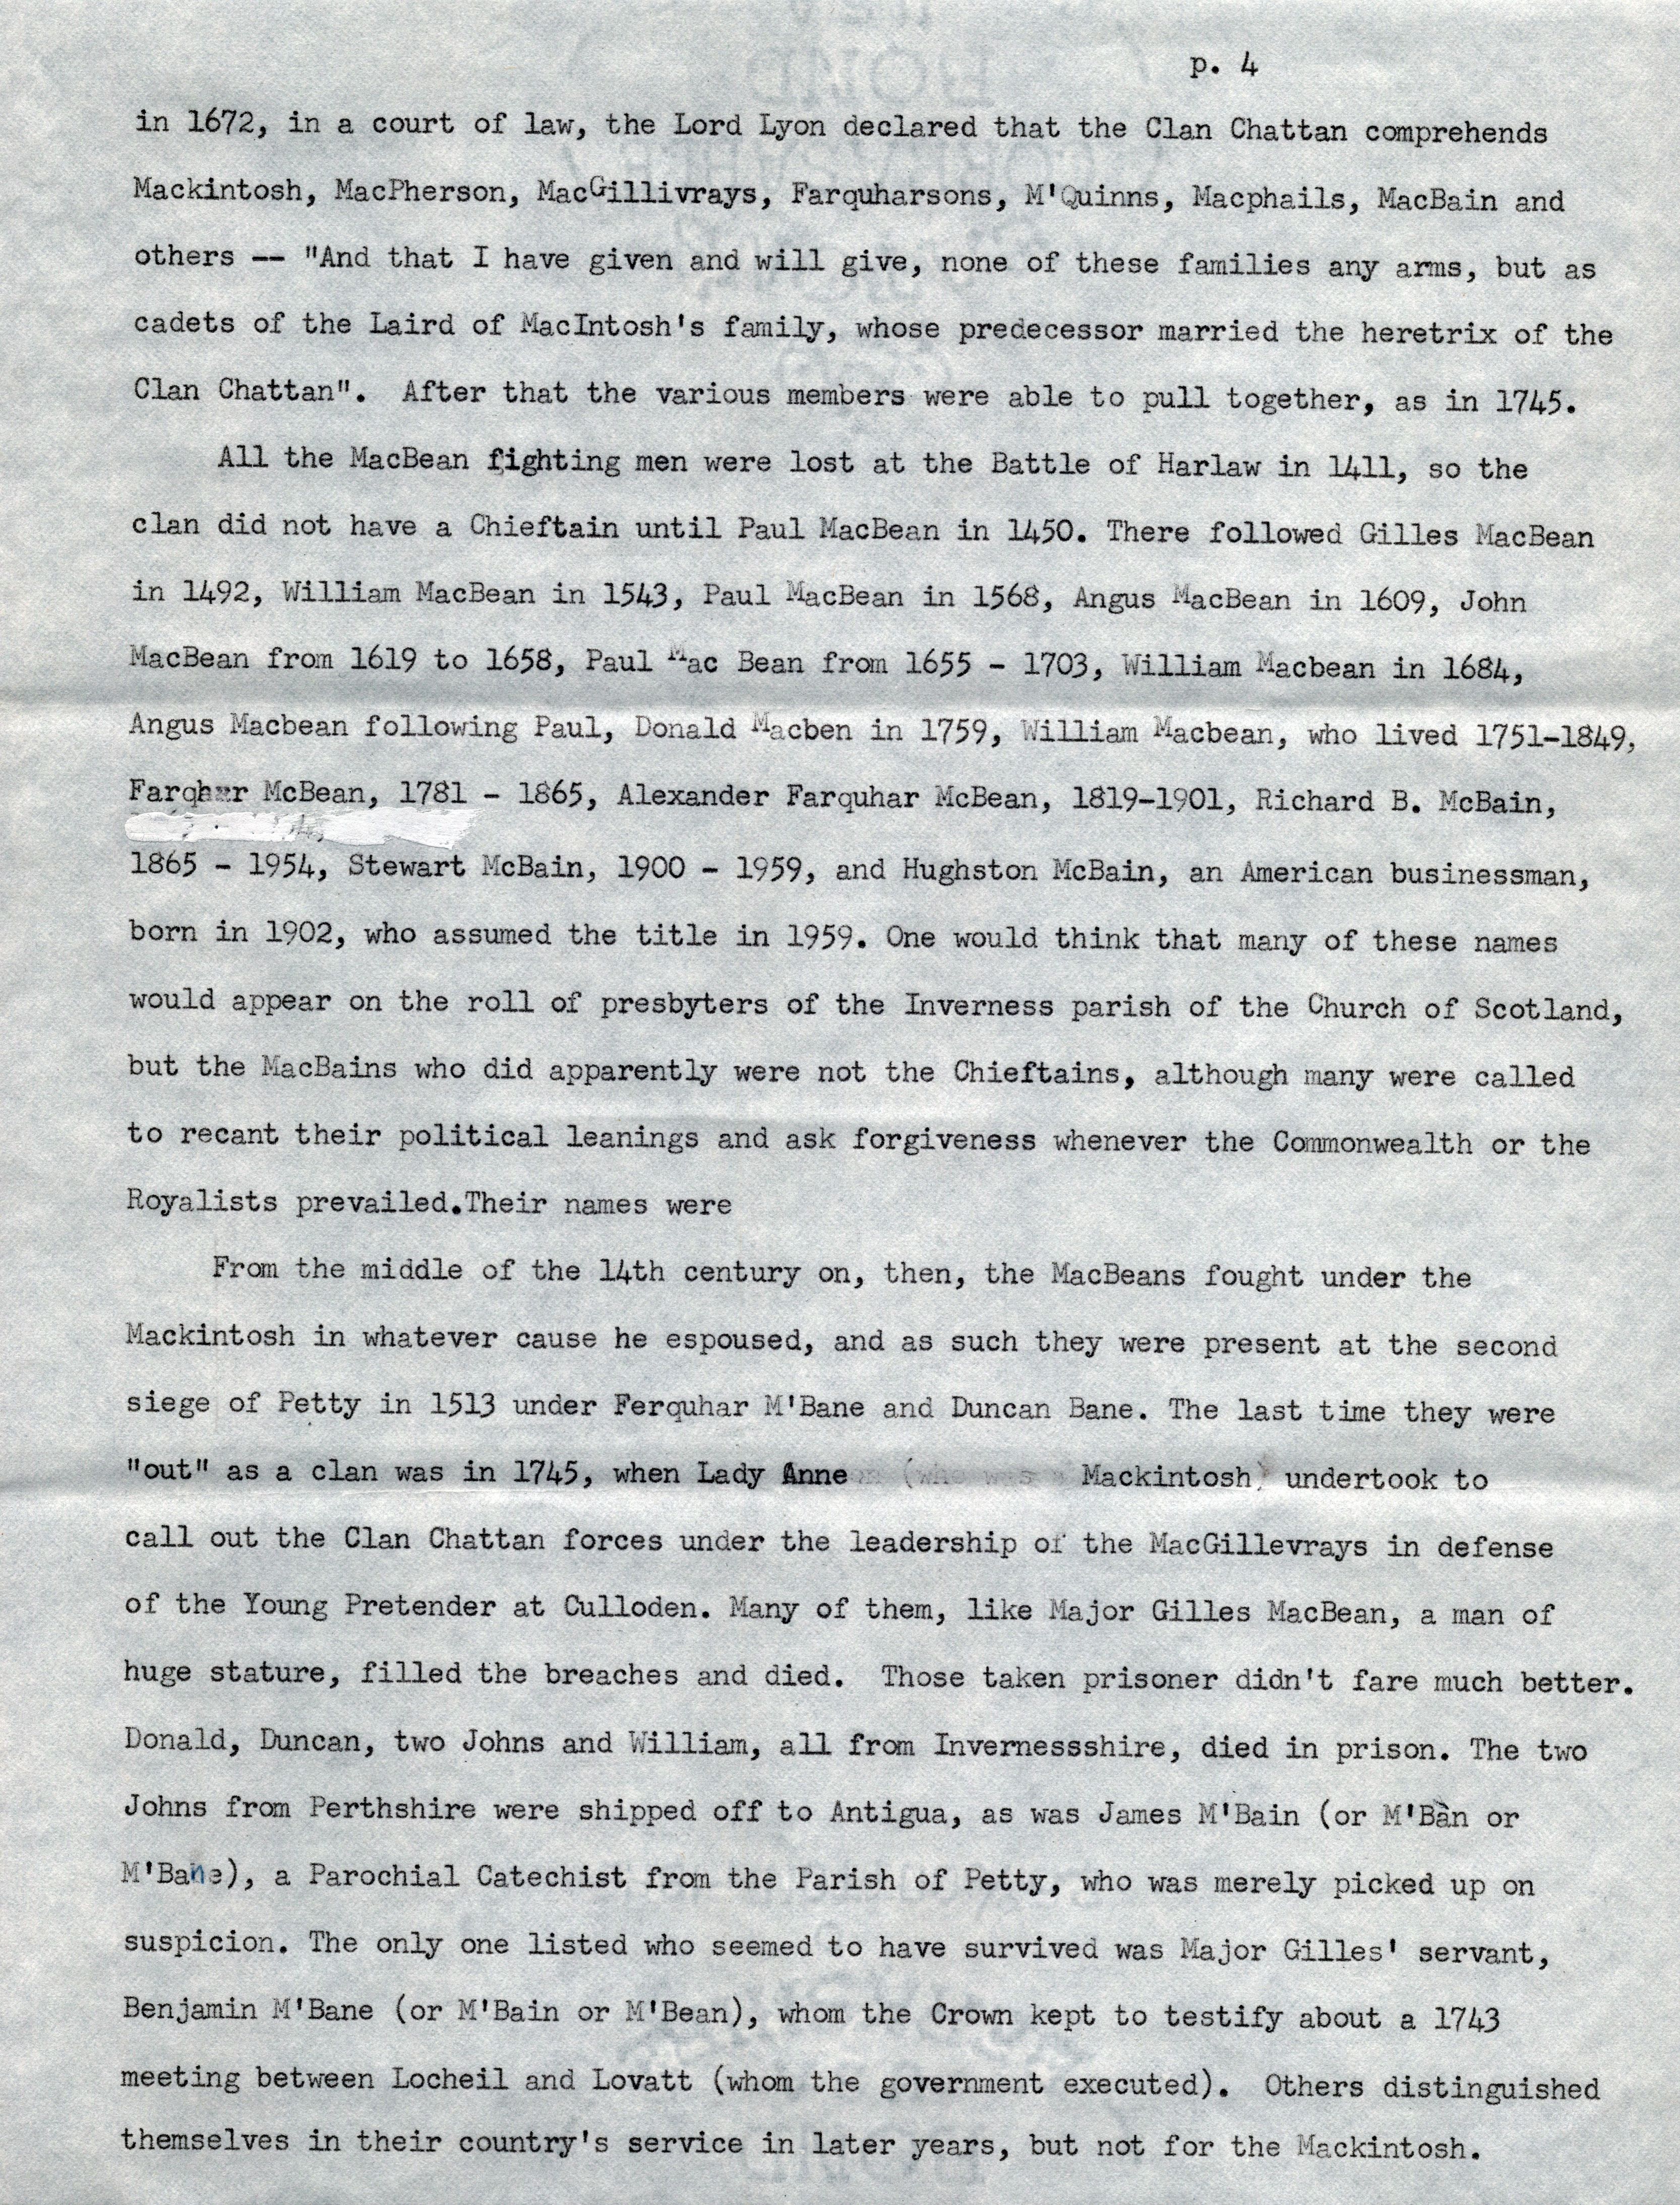 p. 4
in 1672, in a court of law, the Lord Lyon declared that the Clan Chattan comprehends
Mackintosh, MacPherson, MacGillivrays, Farquharsons, M'Quinns, Macphails, MacBain and
others -- "And that I have given and will give, none of these families any arms, but as
cadets of the Laird of MacIntosh's family, whose predecessor married the heretrix of the
Clan Chattan".  After that the various members were able to pull together, as in 1745.
All the MacBean fighting men were lost at the Battle of Harlaw in 1411, so the
clan did not have a Chieftain until Paul MacBean in 1450. There followed Gilles MacBean
in 1492, William MacBean in 1543, Paul MacBean in 1568, Angus MacBean in 1609, John
MacBean from 1619 to 1658, Paul Mac Bean from 1655 - 1703, William Macbean in 1684,
Angus Macbean following Paul, Donald Macben in 1759, William Macbean, who lived 1751-1849,
Farqhar McBean, 1781 - 1865, Alexander Farquhar McBean, 1819-1901, Richard B. McBain,
1865 - 1954, Stewart McBain, 1900 - 1959, and Hughston McBain, an American businessman,
born in 1902, who assumed the title in 1959. One would think that many of these names
would appear on the roll of presbyters of the Inverness parish of the Church of Scotland,
but the MacBains who did apparently were not the Chieftains, although many were called
to recant their political leanings and ask forgiveness whenever the Commonwealth or the
Royalists prevailed.Their names were
From the middle of the 14th century on, then, the MacBeans fought under the
Mackintosh in whatever cause he espoused, and as such they were present at the second
siege of Petty in 1513 under Ferquhar M'Bane and Duncan Bane. The last time they were
"out" as a clan was in 1745, when Lady Anne Mackintosh undertook to
call out the Clan Chattan forces under the leadership of the MacGillevrays in defense
of the Young Pretender at Culloden. Many of them, like Major Gilles MacBean, a man of
huge stature, filled the breaches and died.  Those taken prisoner didn't fare much better.
Donald, Duncan, two Johns and William, all from Invernessshire, died in prison. The two
Johns from Perthshire were shipped off to Antigua, as was James M'Bain (or M'Bàn or
M'Bane), a Parochial Catechist from the Parish of Petty, who was merely picked up on
suspicion. The only one listed who seemed to have survived was Major Gilles' servant,
Benjamin M'Bane (or M'Bain or M'Bean), whom the Crown kept to testify about a 1743
meeting between Locheil and Lovatt (whom the government executed).  Others distinguished
themselves in their country's service in later years, but not for the Mackintosh.